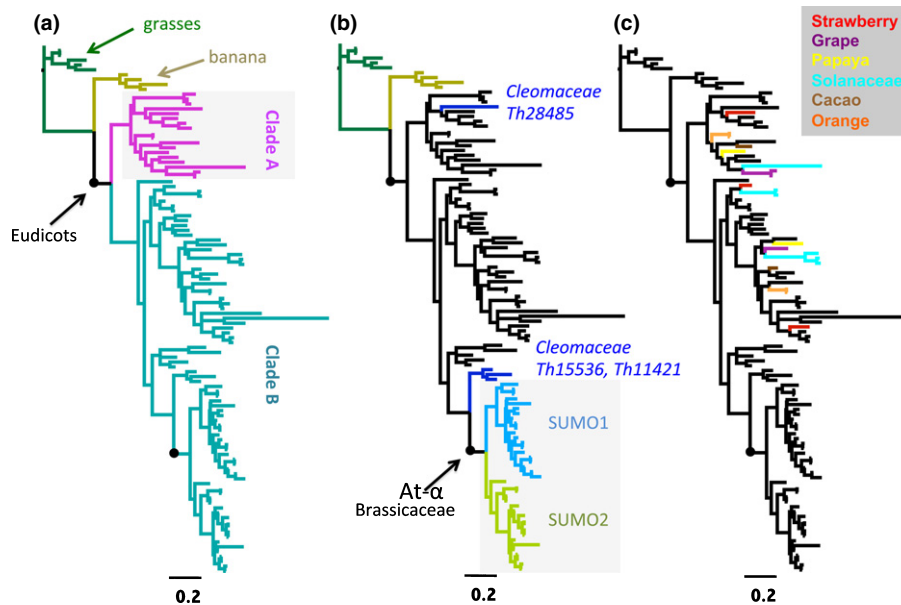 (a)
grasses
banana
Clade A
Eudicots
Clade B
0.2
(b)
Cleomaceae
Th28485
Cleomaceae
Th15536, Th11421
SUMO1
At-α
Brassicaceae
SUMO2
0.2
(c)
Strawberry
Grape
Papaya
Solanaceae
Cacao
Orange
0.2